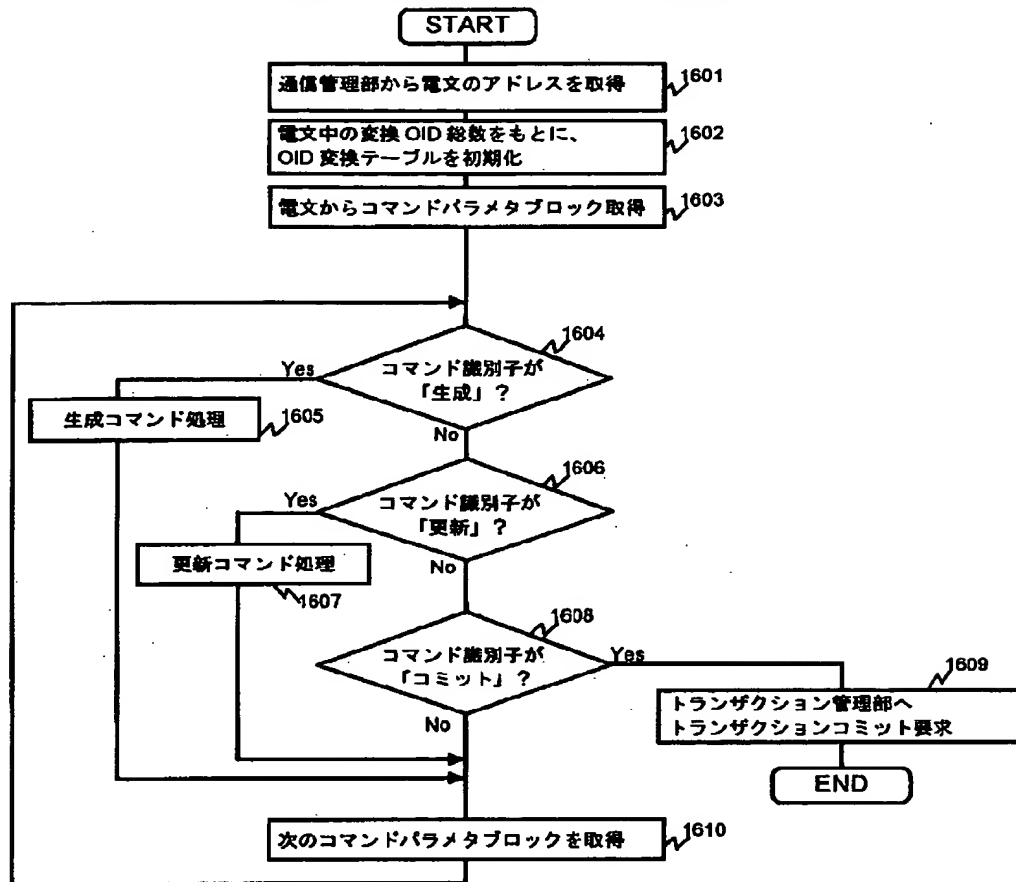 START
通信管理部から電文のアドレスを取得
1601
電文中の変換 OID 総数をもとに、
OID 変換テーブルを初期化
1602
電文からコマンドパラメタブロック取得
1603
1604
Yes
コマンド識別子が
「生成」?
生成コマンド処理
1605
No
1606
Yes
コマンド識別子が
「更新」?
更新コマンド処理
1607
No
1608
コマンド識別子が
「コミット」?
Yes
1609
トランザクション管理部へ
トランザクションコミット要求
No
END
次のコマンドパラメタブロックを取得
1610